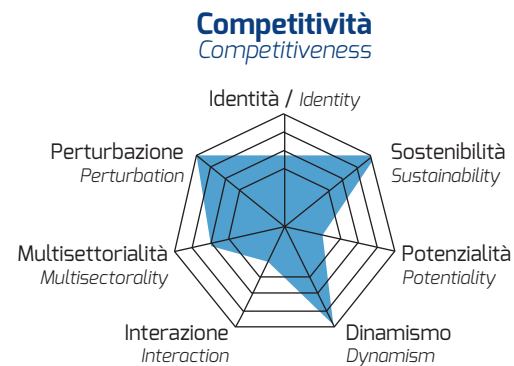 Competitività
Competitiveness
Identità / Identity
Perturbazione
Perturbation
Sostenibilità
Sustainability
Multisettorialità
Multisectorality
Potenzialità
Potentiality
Interazione
Interaction
Dinamismo
Dynamism